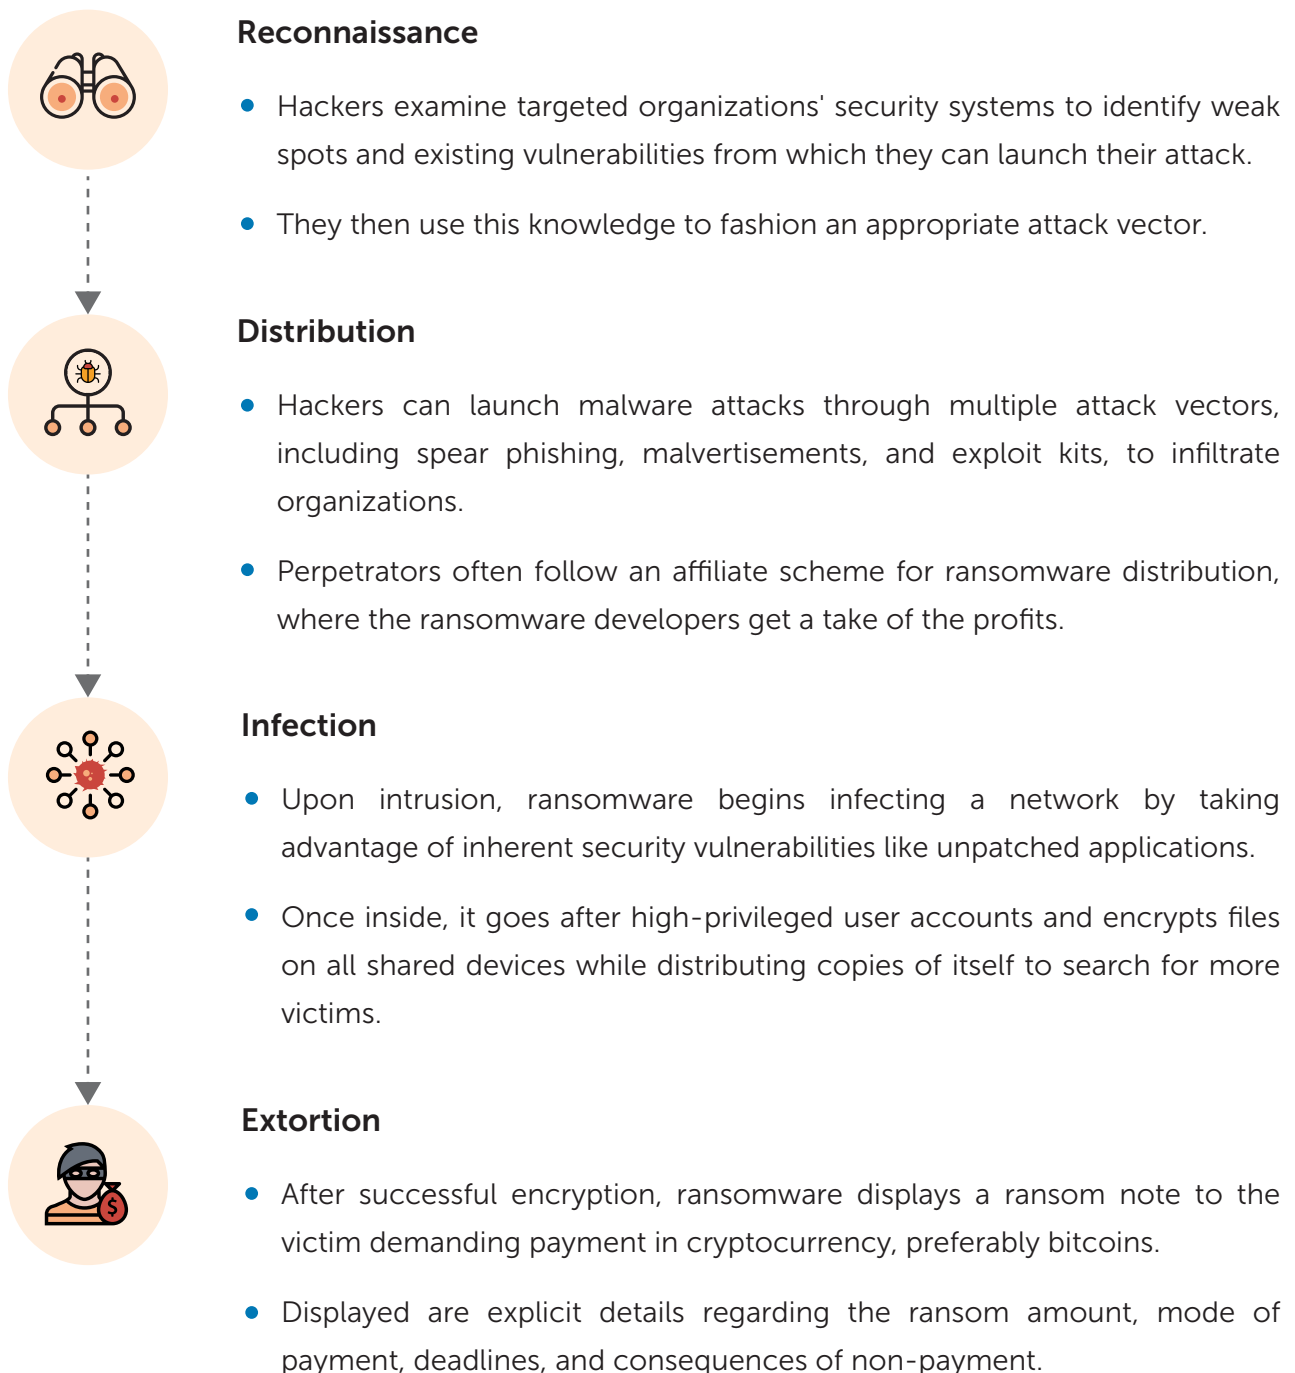 Reconnaissance
Hackers examine targeted organizations' security systems to identify weak
spots and existing vulnerabilities from which they can launch their attack.
They then use this knowledge to fashion an appropriate attack vector.
Distribution
Hackers can launch malware attacks through multiple attack vectors,
including spear phishing, malvertisements, and exploit kits, to infiltrate
organizations.
Perpetrators often follow an affiliate scheme for ransomware distribution,
where the ransomware developers get a take of the profits.
Infection
Upon intrusion, ransomware begins infecting a network by taking
advantage of inherent security vulnerabilities like unpatched applications.
Once inside, it goes after high-privileged user accounts and encrypts files
on all shared devices while distributing copies of itself to search for more
victims.
Extortion
After successful encryption, ransomware displays a ransom note to the
victim demanding payment in cryptocurrency, preferably bitcoins.
$
Displayed are explicit details regarding the ransom amount, mode of
payment, deadlines, and consequences of non-payment.